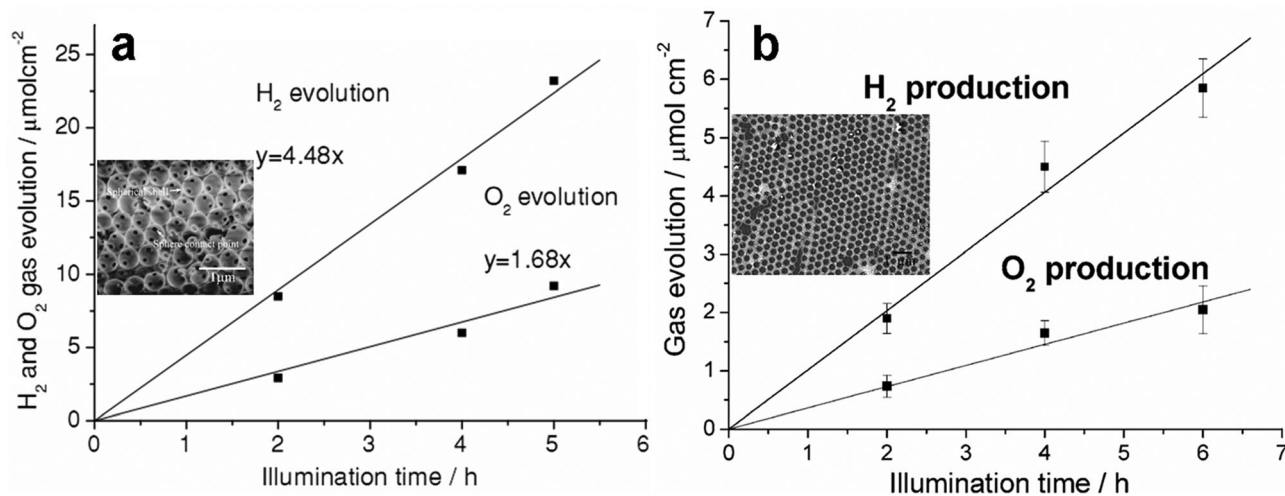 a
H₂ and O₂ gas evolution / μmolcm⁻²
25
20
15
10
5
0
H₂ evolution
y=4.48x
O₂ evolution
y=1.68x
Spherical shell
Sphere contact point
1μm
0 1 2 3 4 5 6
Illumination time / h
b
Gas evolution / μmol cm⁻²
7
6
5
4
3
2
1
0
H₂ production
O₂ production
0 1 2 3 4 5 6 7
Illumination time / h